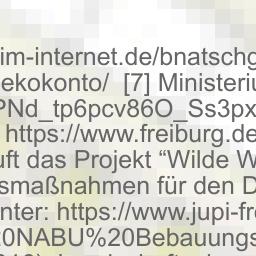 im-internet.de/bnatschg
ekokonto/ [7] Ministeriu
PNd_tp6pcv86O_Ss3px
https://www.freiburg.de
uft das Projekt “Wilde W
smaßnahmen für den D
nter: https://www.jupi-fr
20NABU%20Bebauungs